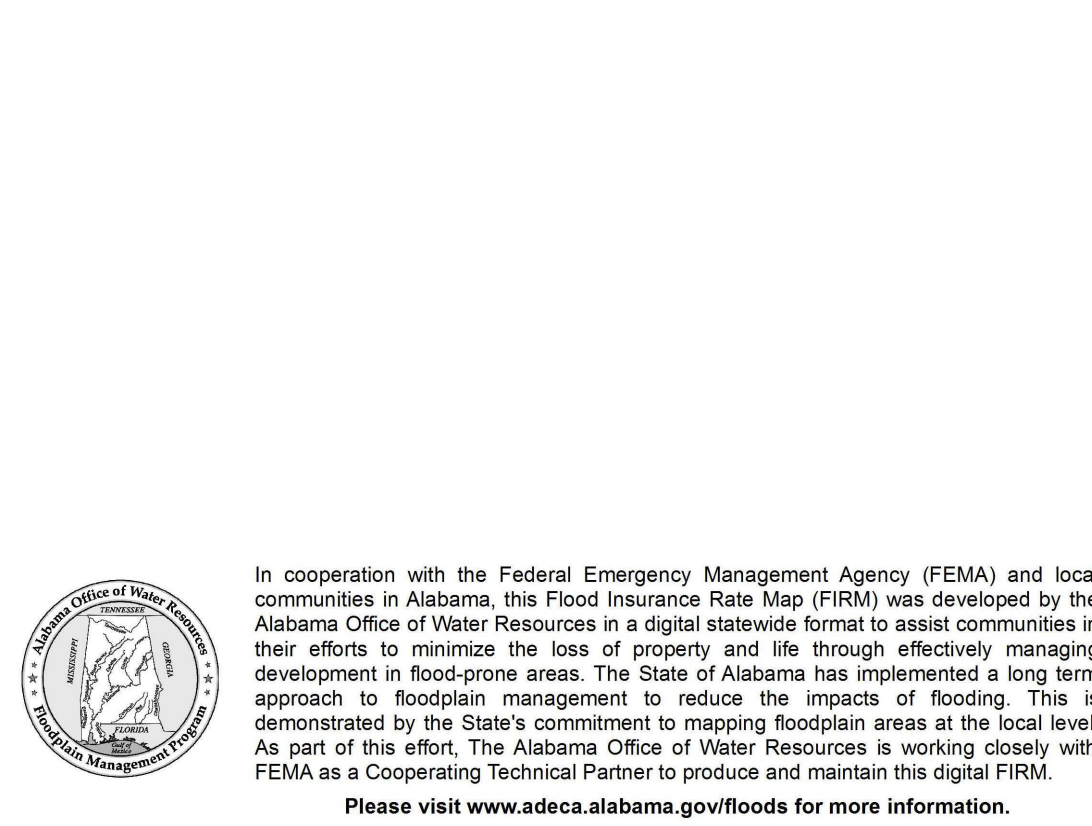 Alabama Office of Water Resources
TENNESSEE
MISSISSIPPI
GEORGIA
FLORIDA
Gulf of
Mexico
Floodplain Management Program
In cooperation with the Federal Emergency Management Agency (FEMA) and local
communities in Alabama, this Flood Insurance Rate Map (FIRM) was developed by the
Alabama Office of Water Resources in a digital statewide format to assist communities in
their efforts to minimize the loss of property and life through effectively managing
development in flood-prone areas. The State of Alabama has implemented a long term
approach to floodplain management to reduce the impacts of flooding. This is
demonstrated by the State's commitment to mapping floodplain areas at the local level
As part of this effort, The Alabama Office of Water Resources is working closely with
FEMA as a Cooperating Technical Partner to produce and maintain this digital FIRM.
Please visit www.adeca.alabama.gov/floods for more information.